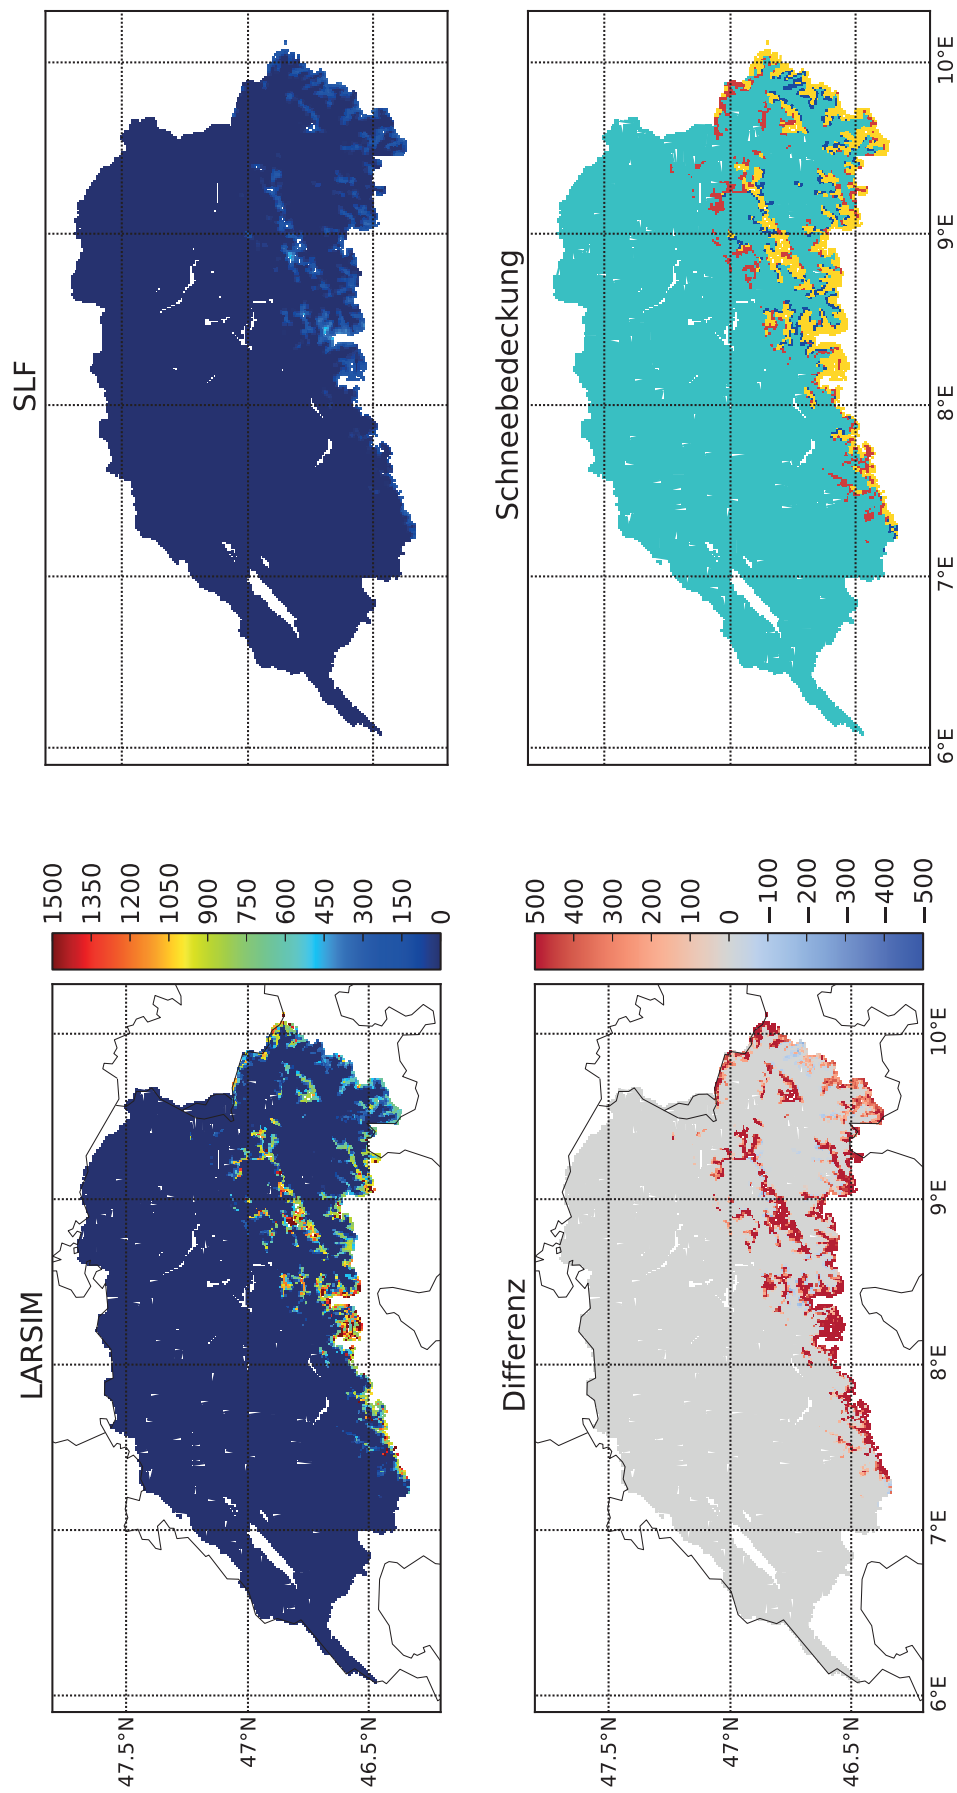 LARSIM
SLF
47.5°N
47°N
46.5°N
1500
1350
1200
1050
900
750
600
450
300
150
0
Differenz
Schneebedeckung
47.5°N
47°N
46.5°N
6°E
7°E
8°E
9°E
10°E
500
400
300
200
100
0
−100
−200
−300
−400
−500
6°E
7°E
8°E
9°E
10°E